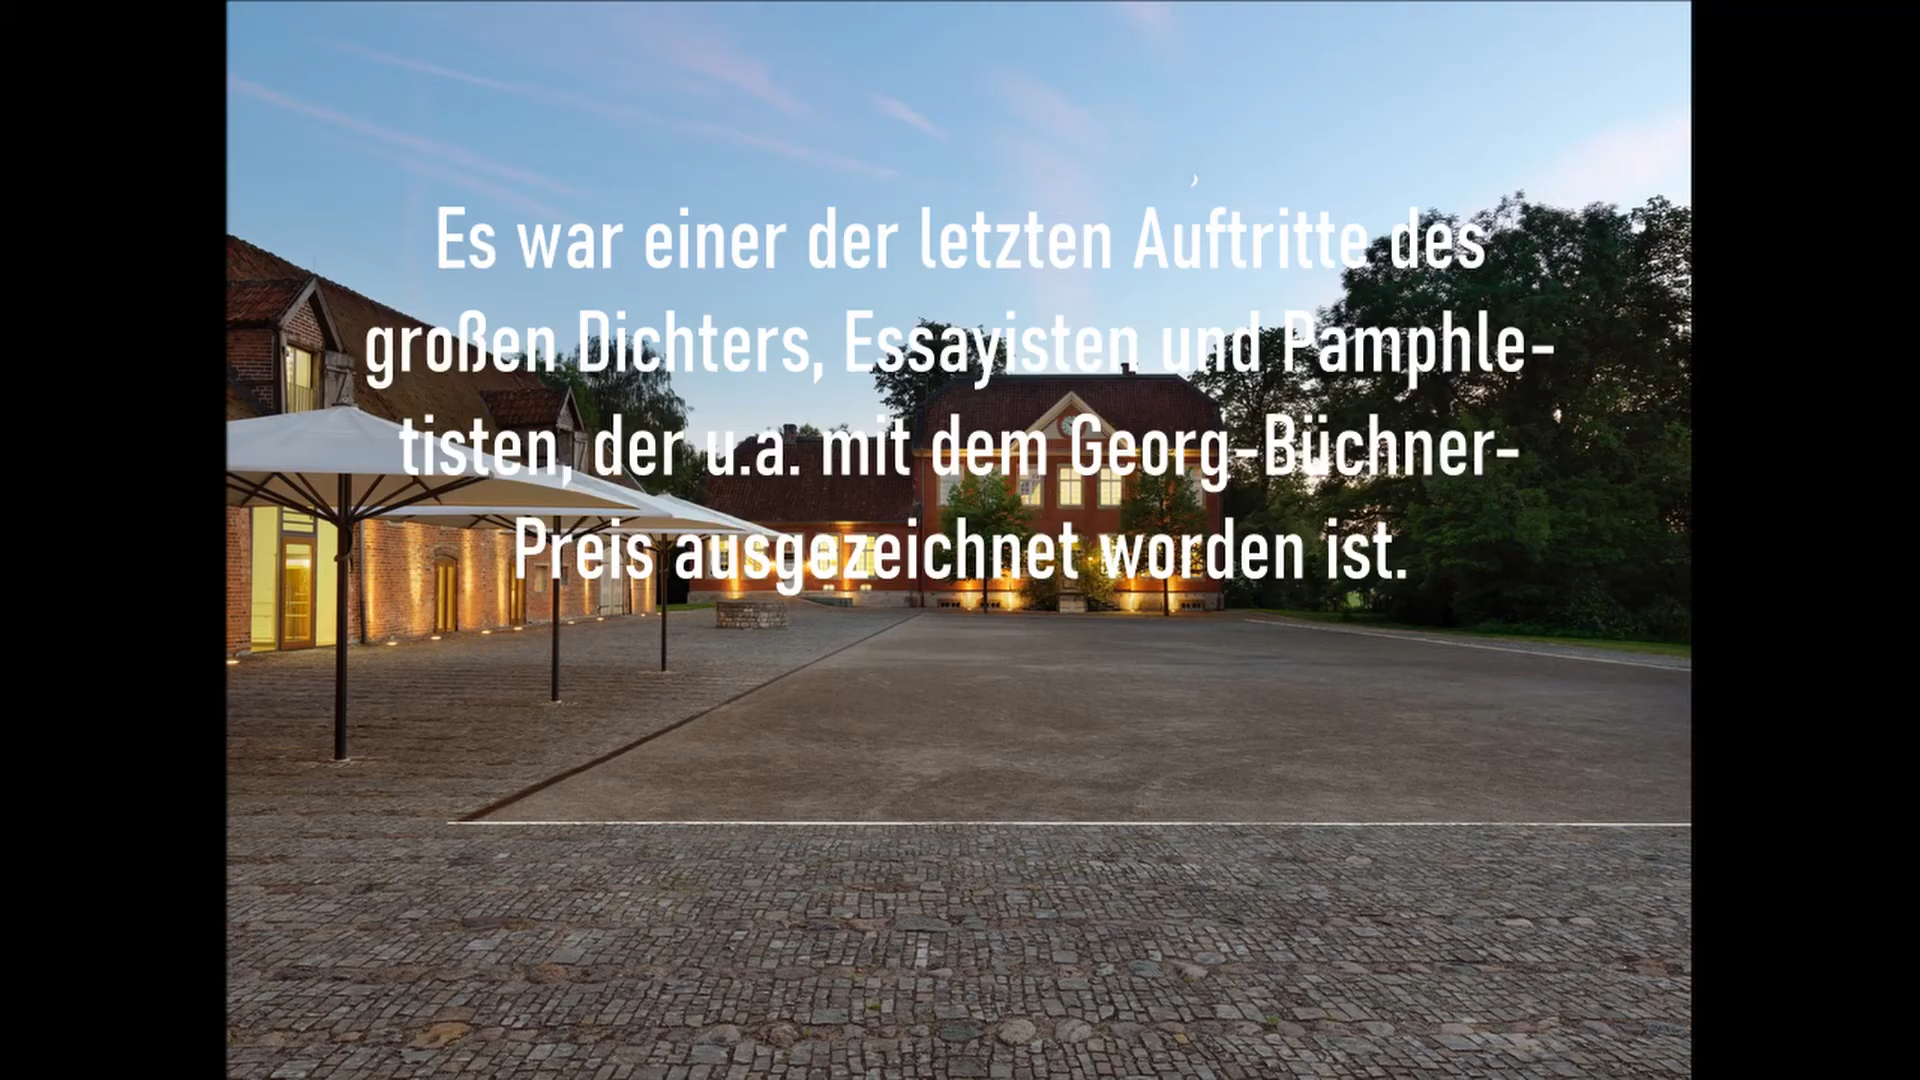 Es war einer der letzten Auftritte des
großen Dichters, Essayisten und Pamphle-
tisten, der u.a. mit dem Georg-Büchner-
Preis ausgezeichnet worden ist.